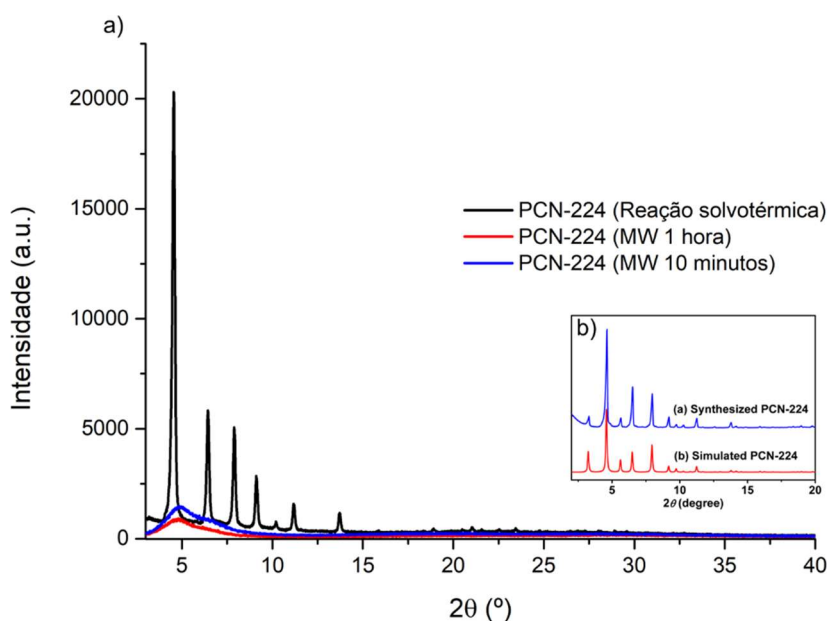 a)
Intensidade (a.u.)
20000
15000
10000
5000
0
PCN-224 (Reação solvotérmica)
PCN-224 (MW 1 hora)
PCN-224 (MW 10 minutos)
b)
(a) Synthesized PCN-224
(b) Simulated PCN-224
5 10 15 20
2θ (degree)
5 10 15 20 25 30 35 40
2θ (º)